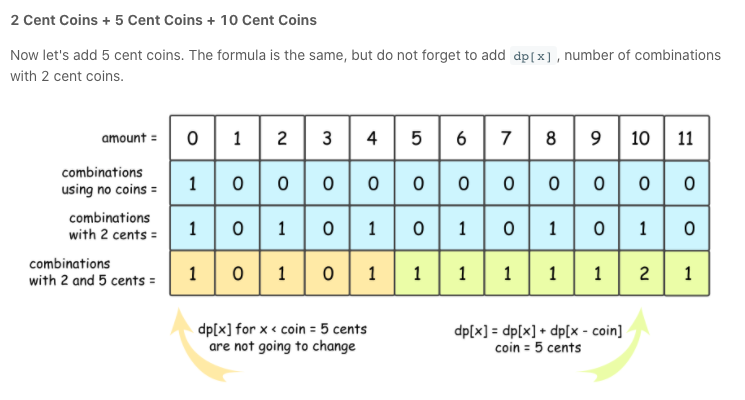 2 Cent Coins + 5 Cent Coins + 10 Cent Coins
Now let's add 5 cent coins. The formula is the same, but do not forget to add dp[x] , number of combinations
with 2 cent coins.
amount = 0 1 2 3 4 5 6 7 8 9 10 11
combinations
using no coins = 1 0 0 0 0 0 0 0 0 0 0 0
combinations
with 2 cents = 1 0 1 0 1 0 1 0 1 0 1 0
combinations
with 2 and 5 cents = 1 0 1 0 1 1 1 1 1 1 2 1
dp[x] for x < coin = 5 cents
are not going to change
dp[x] = dp[x] + dp[x - coin]
coin = 5 cents